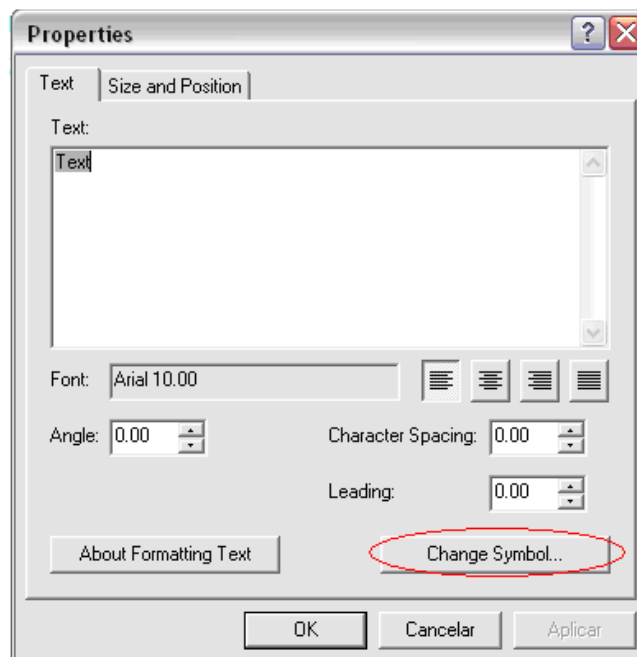 Properties
Text Size and Position
Text:
Text
Font: Arial 10.00
Angle: 0.00 Character Spacing: 0.00
Leading: 0.00
About Formatting Text Change Symbol...
OK Cancelar Aplicar